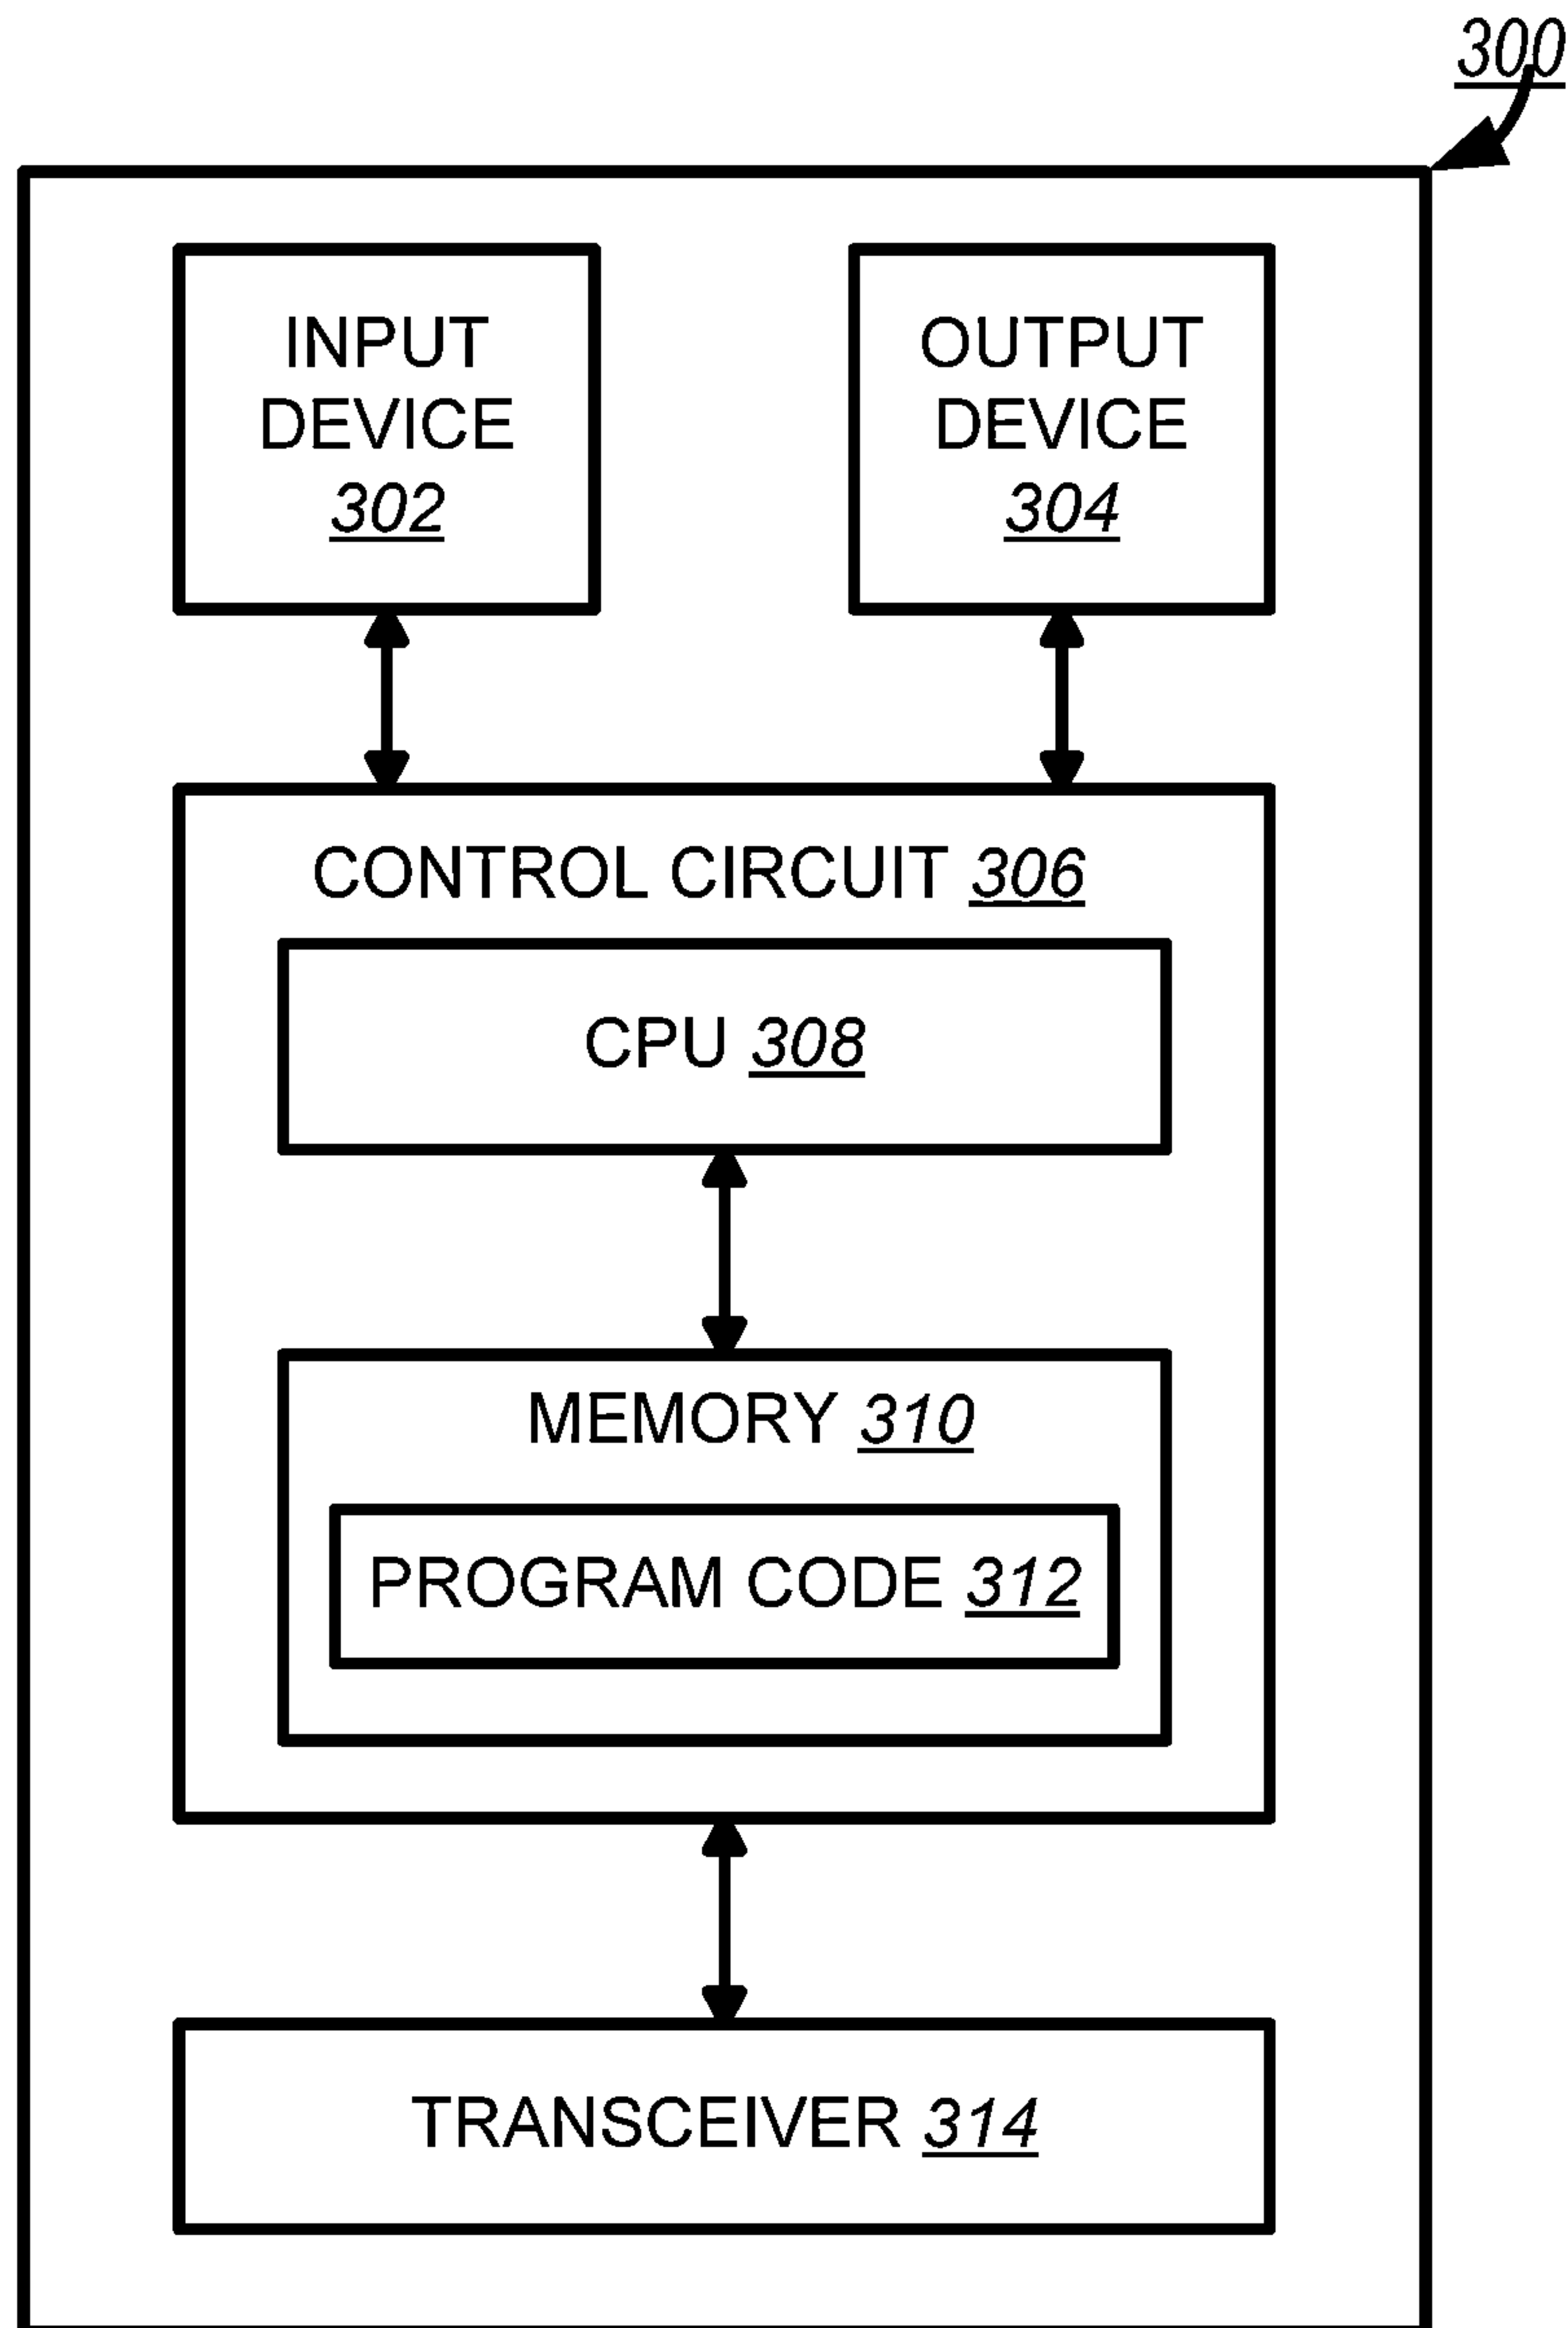 300
INPUT
DEVICE
302
OUTPUT
DEVICE
304
CONTROL CIRCUIT 306
CPU 308
MEMORY 310
PROGRAM CODE 312
TRANSCEIVER 314